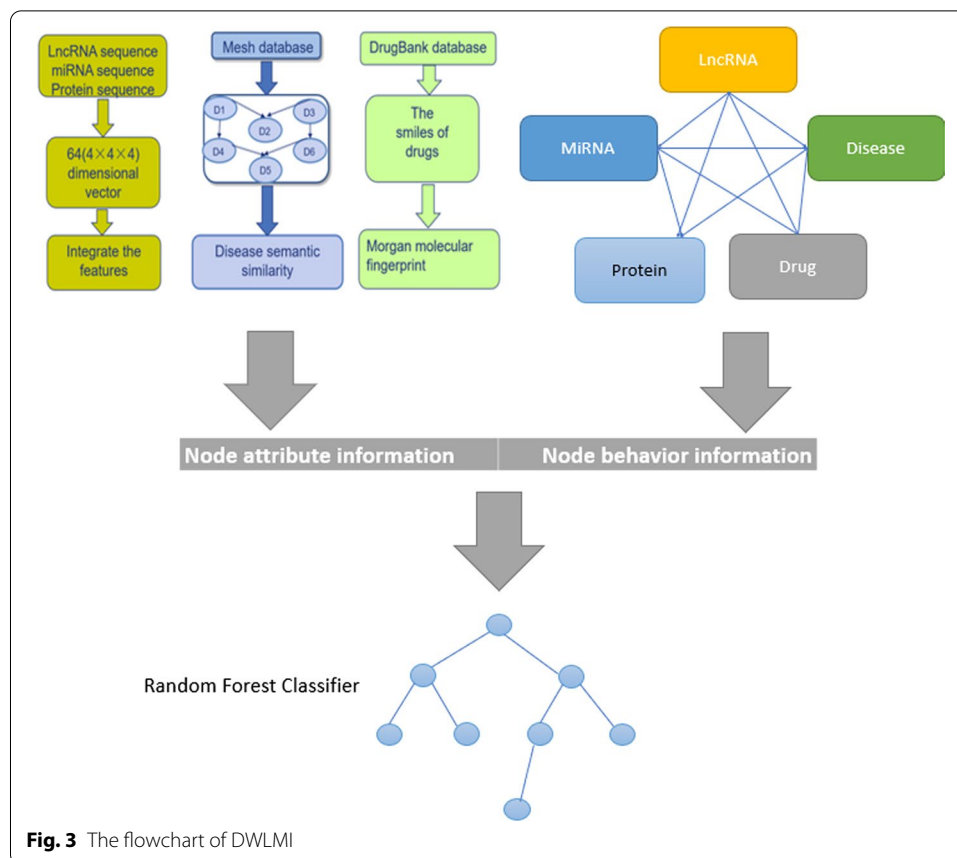 LncRNA sequence
miRNA sequence
Protein sequence
64(4×4×4)
dimensional
vector
Integrate the
features
Mesh database
D1
D3
D2
D4
D6
D5
Disease semantic
similarity
DrugBank database
The
smiles of
drugs
Morgan molecular
fingerprint
LncRNA
MiRNA
Disease
Protein
Drug
Node attribute information
Node behavior information
Random Forest Classifier
Fig. 3 The flowchart of DWLMI